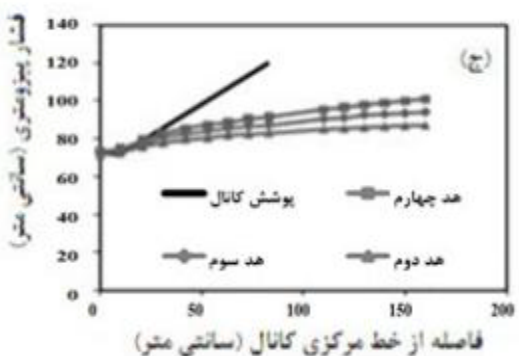 فشار پیزومتری (سانتی متر)
140
120
100
80
60
40
20
0
(ج)
پوشش کانال
هد چهارم
هد سوم
هد دوم
0
50
100
150
200
فاصله از خط مرکزی کانال (سانتی متر)